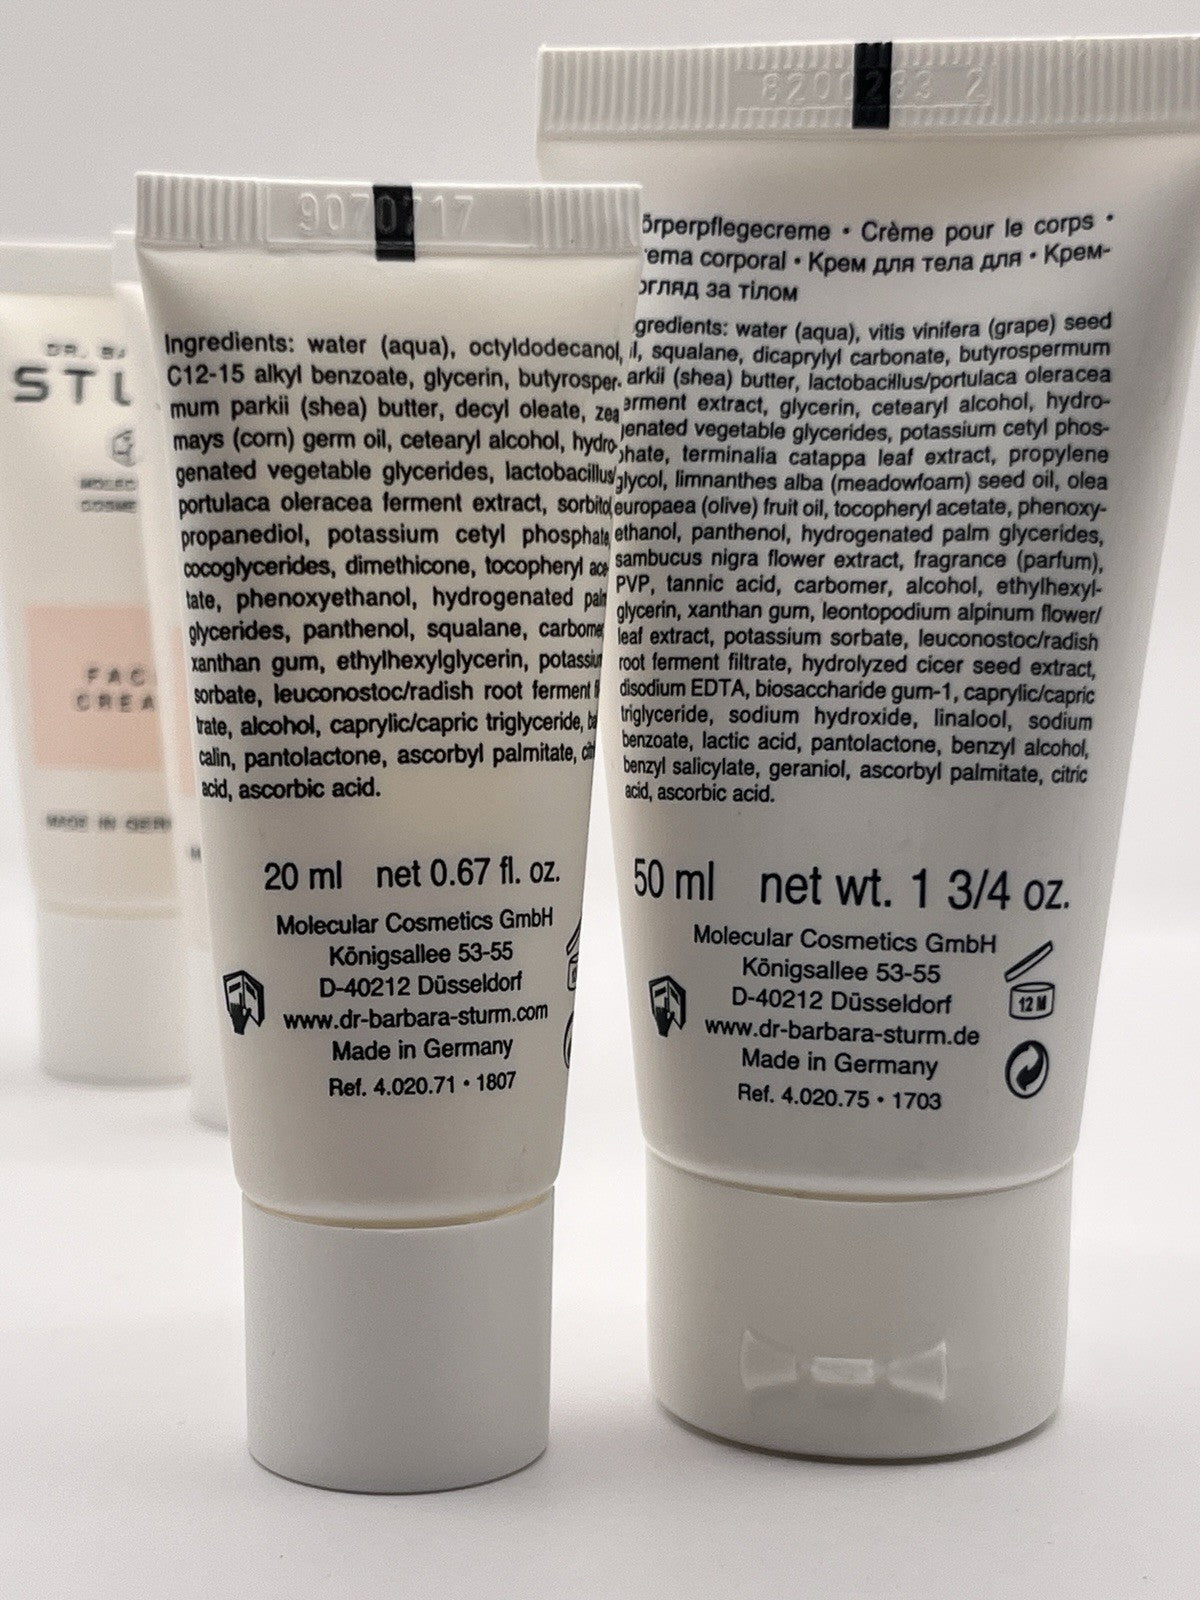 9070717
Ingredients: water (aqua), octyldodecanol,
C12-15 alkyl benzoate, glycerin, butyrosper-
mum parkii (shea) butter, decyl oleate, zea
mays (corn) germ oil, cetearyl alcohol, hydro-
genated vegetable glycerides, lactobacillus/
portulaca oleracea ferment extract, sorbitol,
propanediol, potassium cetyl phosphate,
cocoglycerides, dimethicone, tocopheryl ace-
tate, phenoxyethanol, hydrogenated palm
glycerides, panthenol, squalane, carbomer,
xanthan gum, ethylhexylglycerin, potassium
sorbate, leuconostoc/radish root ferment
trate, alcohol, caprylic/capric triglyceride,
calin, pantolactone, ascorbyl palmitate,
acid, ascorbic acid.
20 ml net 0.67 fl. oz.
Molecular Cosmetics GmbH
Königsallee 53-55
D-40212 Düsseldorf
www.dr-barbara-sturm.com
Made in Germany
Ref. 4.020.71 • 1807
örperpflegecreme • Crème pour le corps •
ema corporal • Крем для тела для • Крем-
огляд за тілом
gredients: water (aqua), vitis vinifera (grape) seed
il, squalane, dicaprylyl carbonate, butyrospermum
arkii (shea) butter, lactobacillus/portulaca oleracea
erment extract, glycerin, cetearyl alcohol, hydro-
genated vegetable glycerides, potassium cetyl phos-
phate, terminalia catappa leaf extract, propylene
glycol, limnanthes alba (meadowfoam) seed oil, olea
europaea (olive) fruit oil, tocopheryl acetate, phenoxy-
ethanol, panthenol, hydrogenated palm glycerides,
sambucus nigra flower extract, fragrance (parfum),
PVP, tannic acid, carbomer, alcohol, ethylhexyl-
glycerin, xanthan gum, leontopodium alpinum flower/
leaf extract, potassium sorbate, leuconostoc/radish
root ferment filtrate, hydrolyzed cicer seed extract,
disodium EDTA, biosaccharide gum-1, caprylic/capric
triglyceride, sodium hydroxide, linalool, sodium
benzoate, lactic acid, pantolactone, benzyl alcohol,
benzyl salicylate, geraniol, ascorbyl palmitate, citric
acid, ascorbic acid.
50 ml net wt. 1 3/4 oz.
Molecular Cosmetics GmbH
Königsallee 53-55
D-40212 Düsseldorf
www.dr-barbara-sturm.de
Made in Germany
Ref. 4.020.75 • 1703
12 M
DR. BA
STU
FAC
CREA
MADE IN GERM